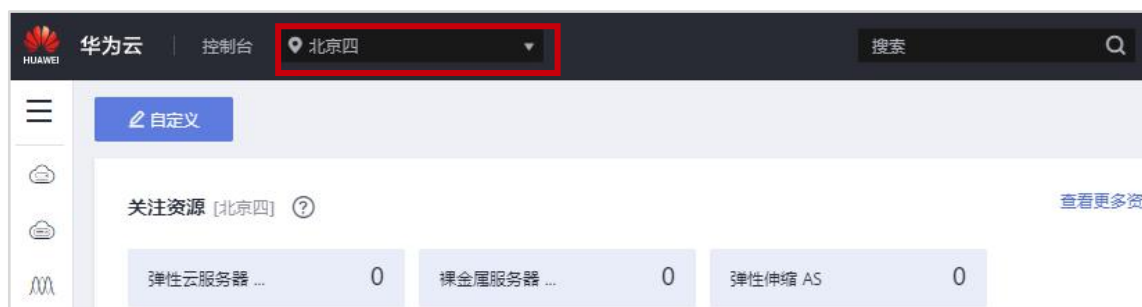 HUAWEI 华为云 控制台 北京四 搜索
自定义
关注资源 [北京四] ?
查看更多资
弹性云服务器 ... 0 裸金属服务器 ... 0 弹性伸缩 AS 0